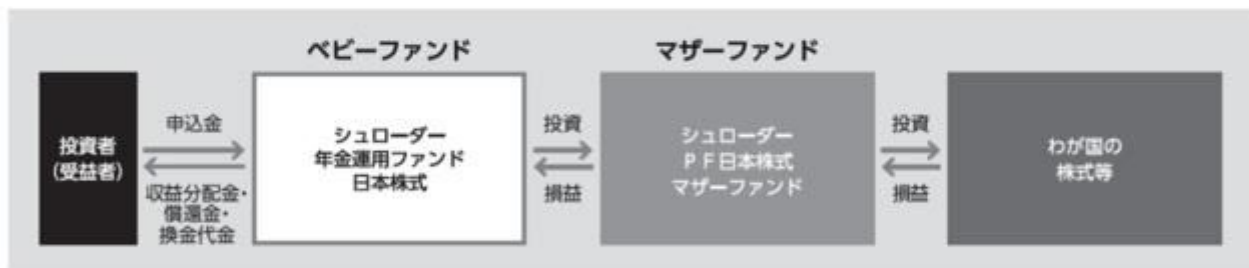 ベビーファンド
マザーファンド
投資者
(受益者)
申込金
収益分配金・
償還金・
換金代金
シュローダー
年金運用ファンド
日本株式
投資
損益
シュローダー
ＰＦ日本株式
マザーファンド
投資
損益
わが国の
株式等